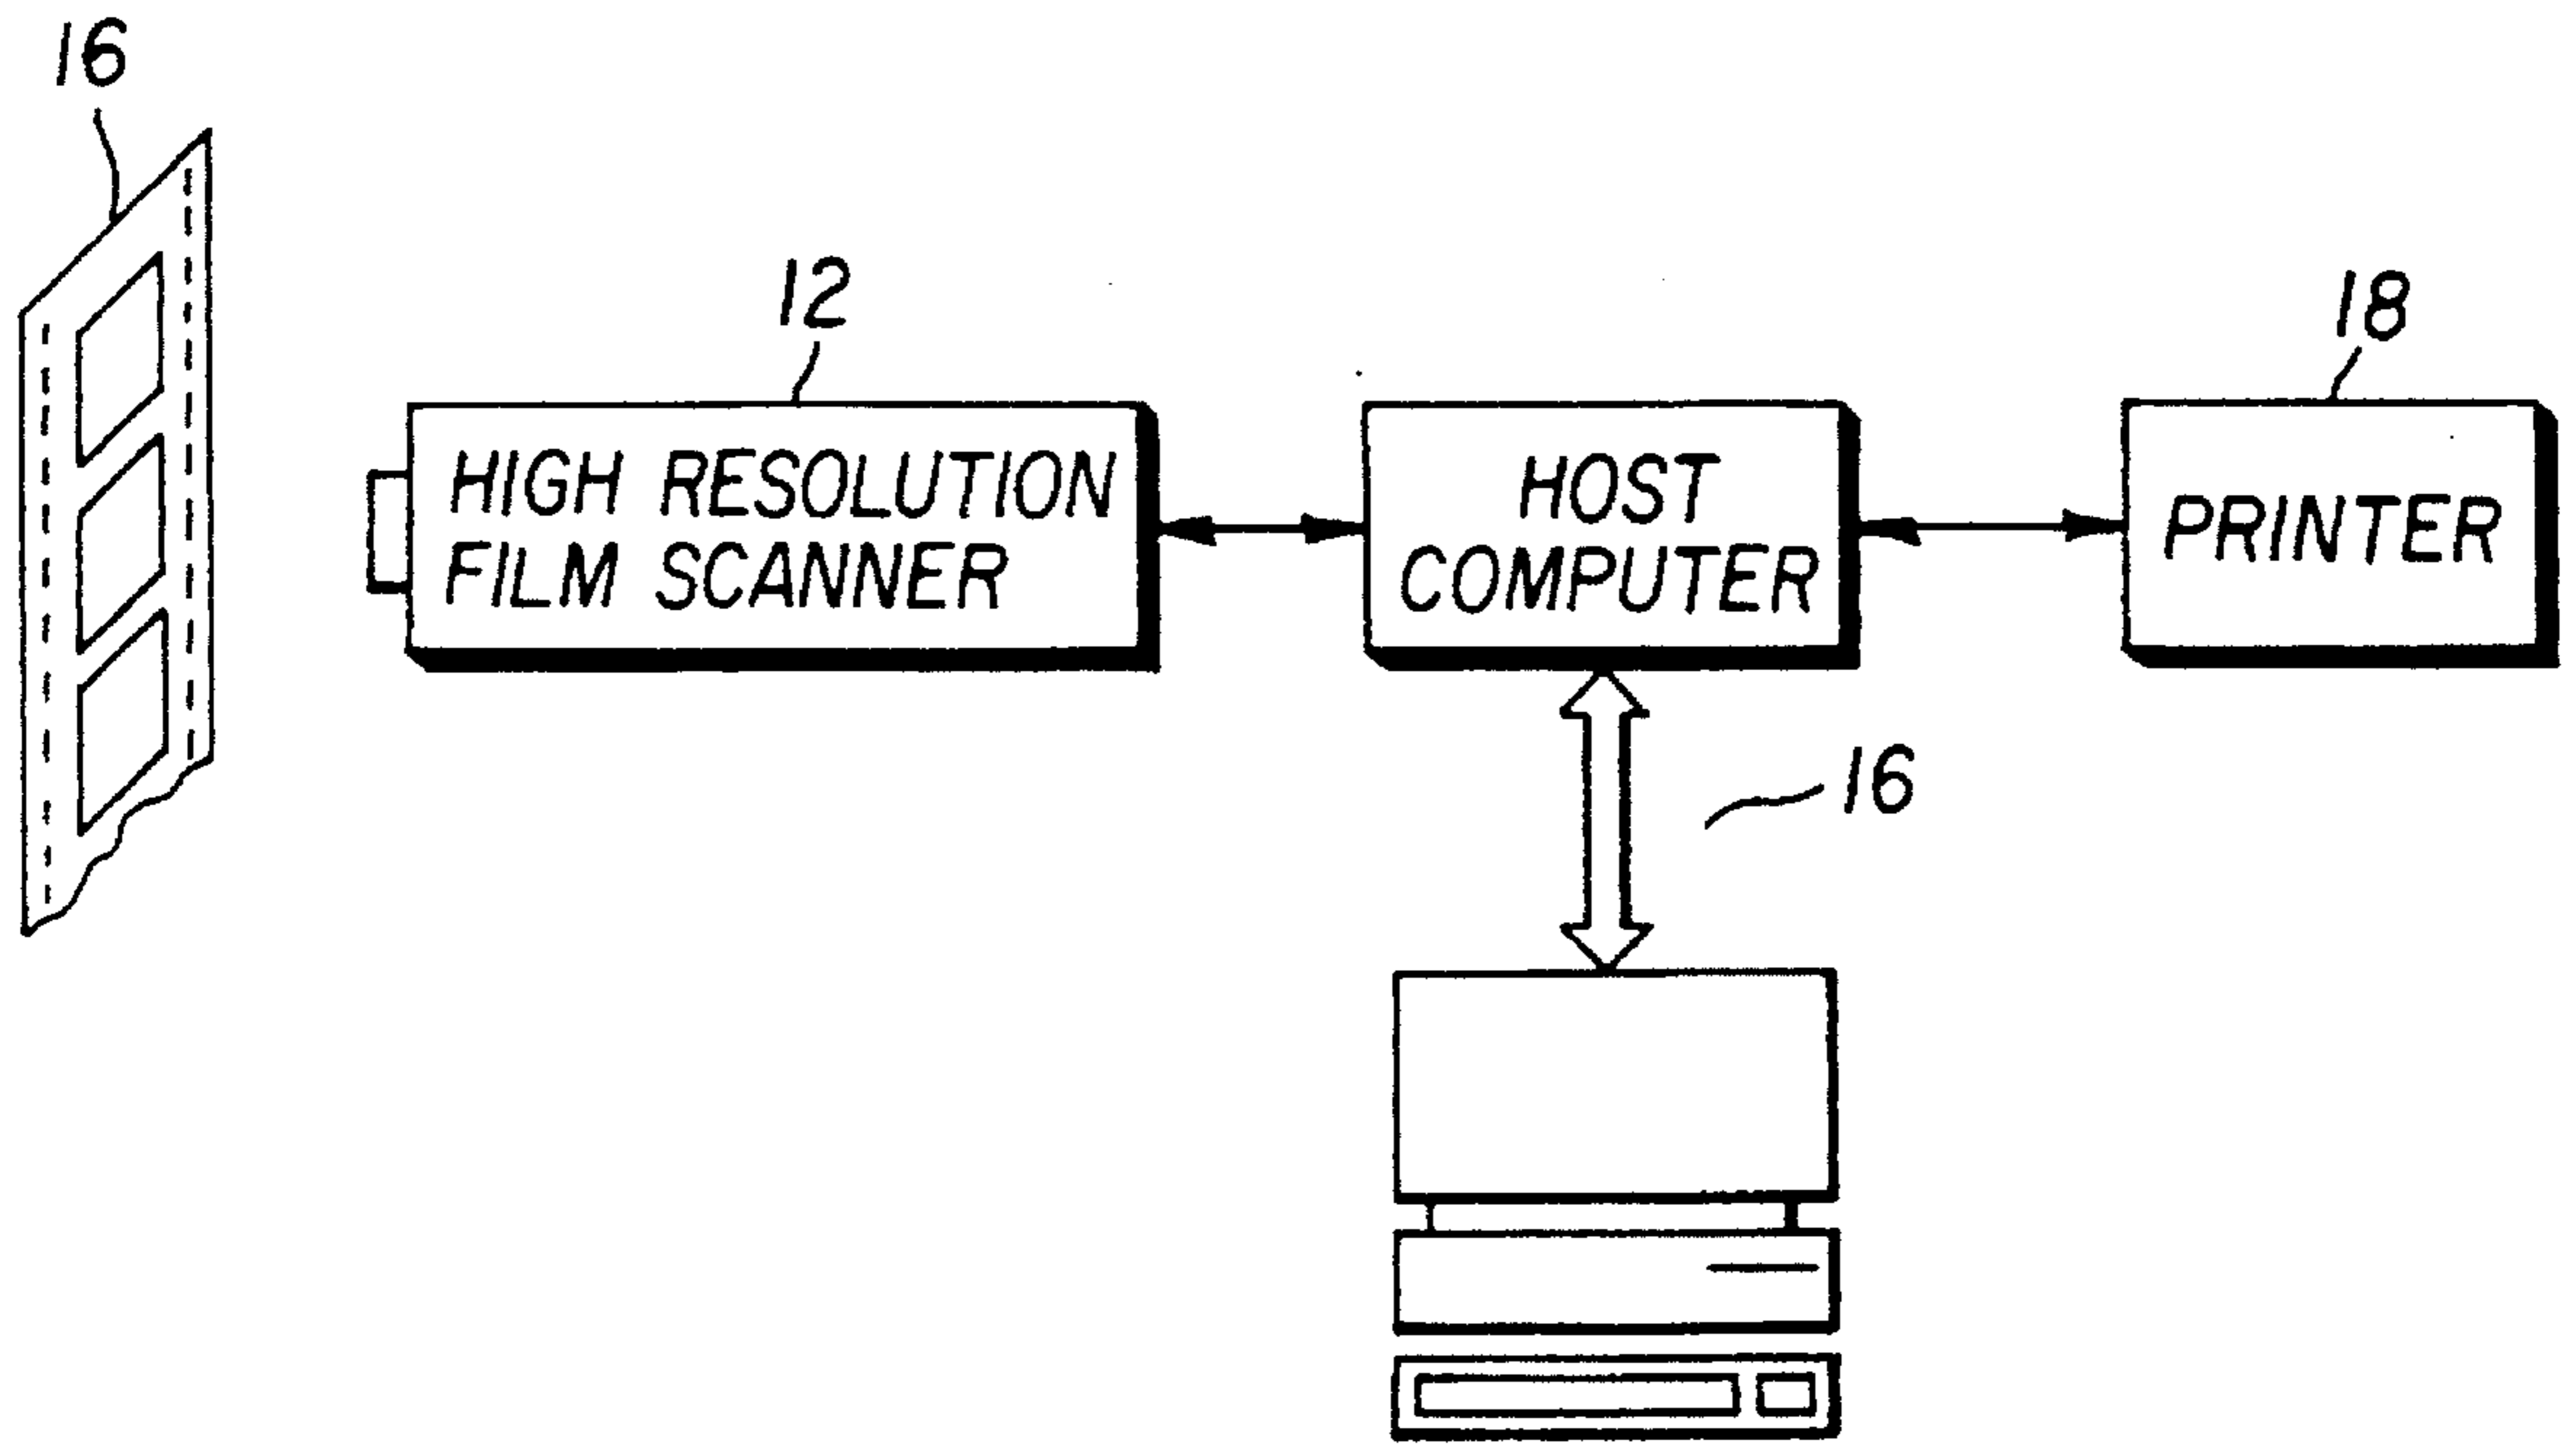 16
12
HIGH RESOLUTION
FILM SCANNER
HOST
COMPUTER
18
PRINTER
16